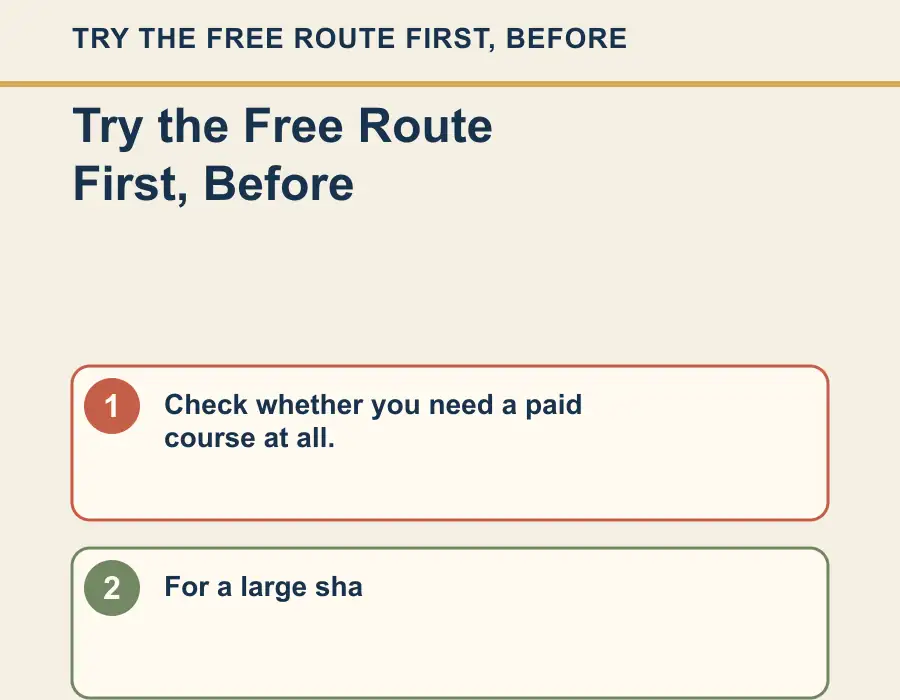 TRY THE FREE ROUTE FIRST, BEFORE
Try the Free Route
First, Before
1
Check whether you need a paid
course at all.
2
For a large sha